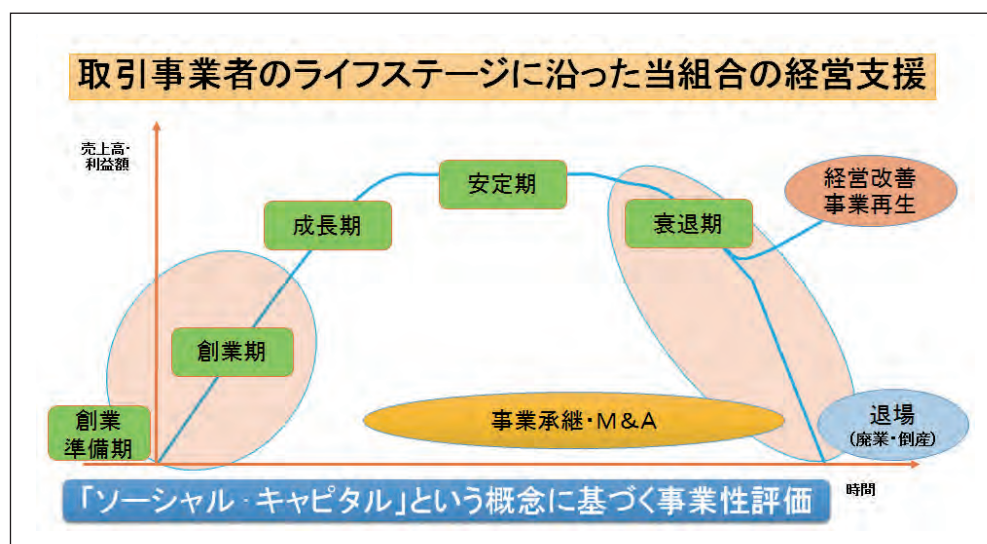 取引事業者のライフステージに沿った当組合の経営支援
売上高・
利益額
安定期
経営改善
事業再生
成長期
衰退期
創業期
創業
準備期
事業承継・M&A
退場
(廃業・倒産)
時間
「ソーシャル・キャピタル」という概念に基づく事業性評価